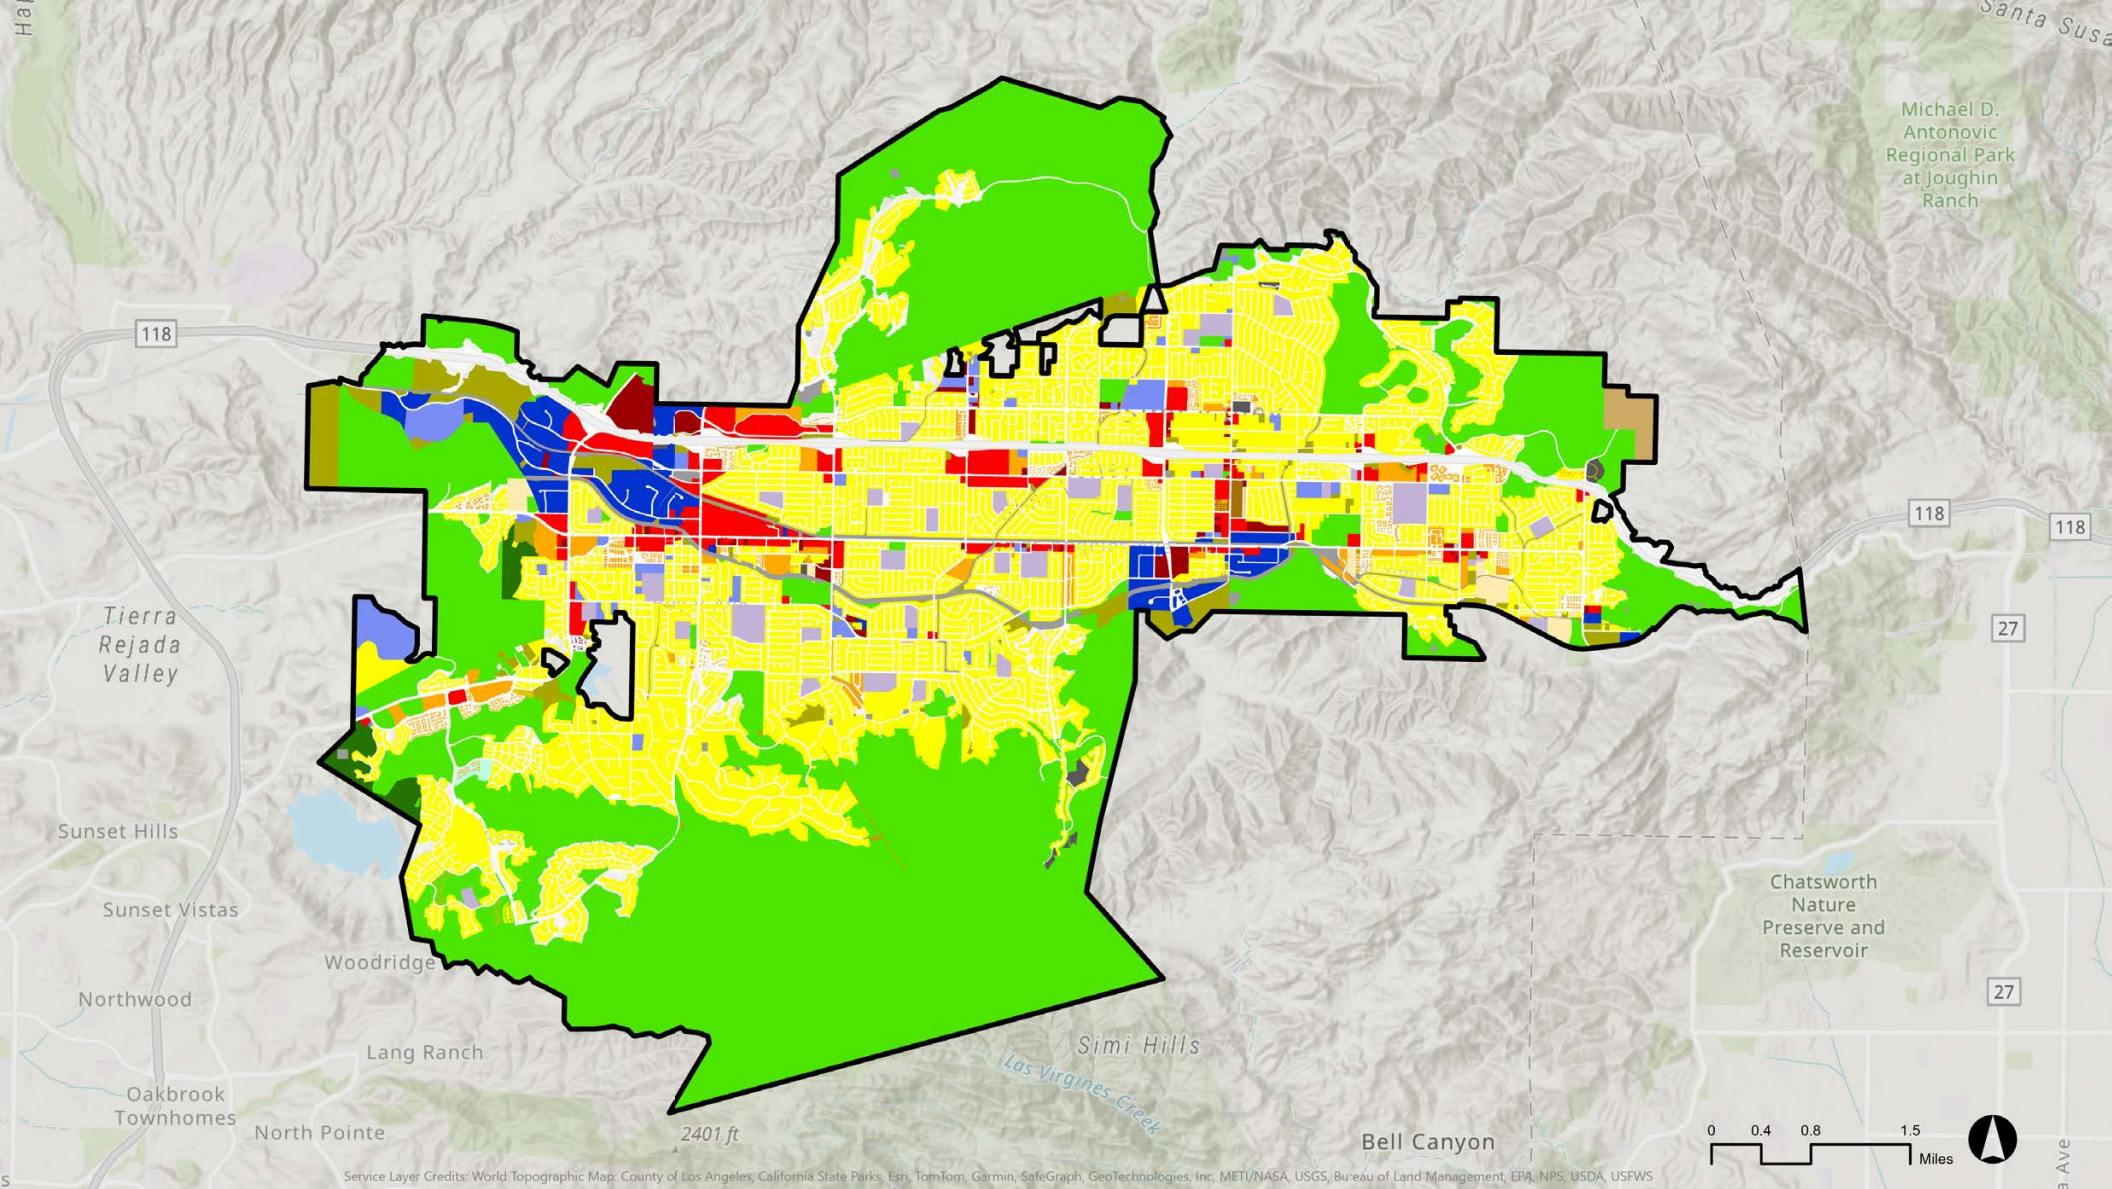 Santa Susa
Michael D.
Antonovic
Regional Park
at Joughin
Ranch
118
118
118
Tierra
Rejada
Valley
27
Sunset Hills
Chatsworth
Nature
Preserve and
Reservoir
Sunset Vistas
Woodridge
Northwood
27
Simi Hills
Lang Ranch
Las Virgines Creek
Oakbrook
Townhomes
North Pointe
2401 ft
Bell Canyon
0 0.4 0.8 1.5
Miles
Ave
Service Layer Credits: World Topographic Map: County of Los Angeles, California State Parks, Esri, TomTom, Garmin, SafeGraph, GeoTechnologies, Inc, METI/NASA, USGS, Bureau of Land Management, EPA, NPS, USDA, USFWS